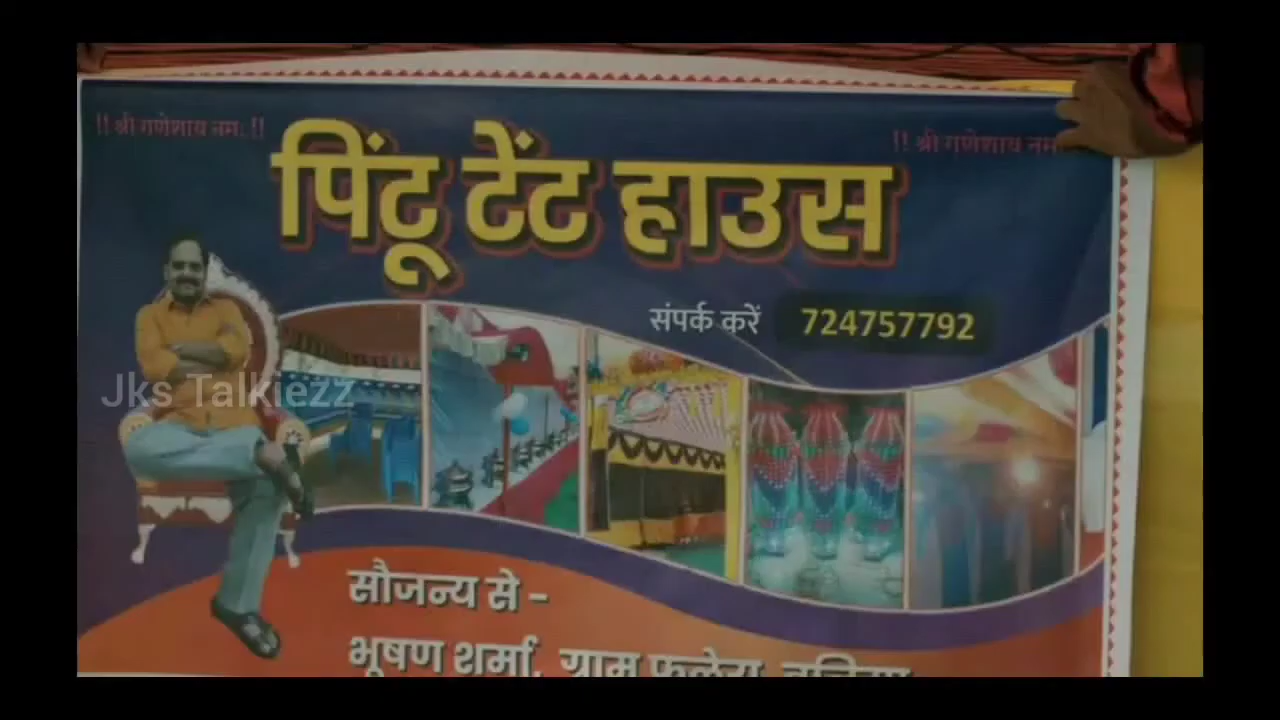 !! श्री गणेशाय नमः !!
!! श्री गणेशाय नम
पिंटू टेंट हाउस
संपर्क करें 724757792
Jks Talkiezz
सौजन्य से -
भूषण शर्मा, ग्राम फुलेरा,